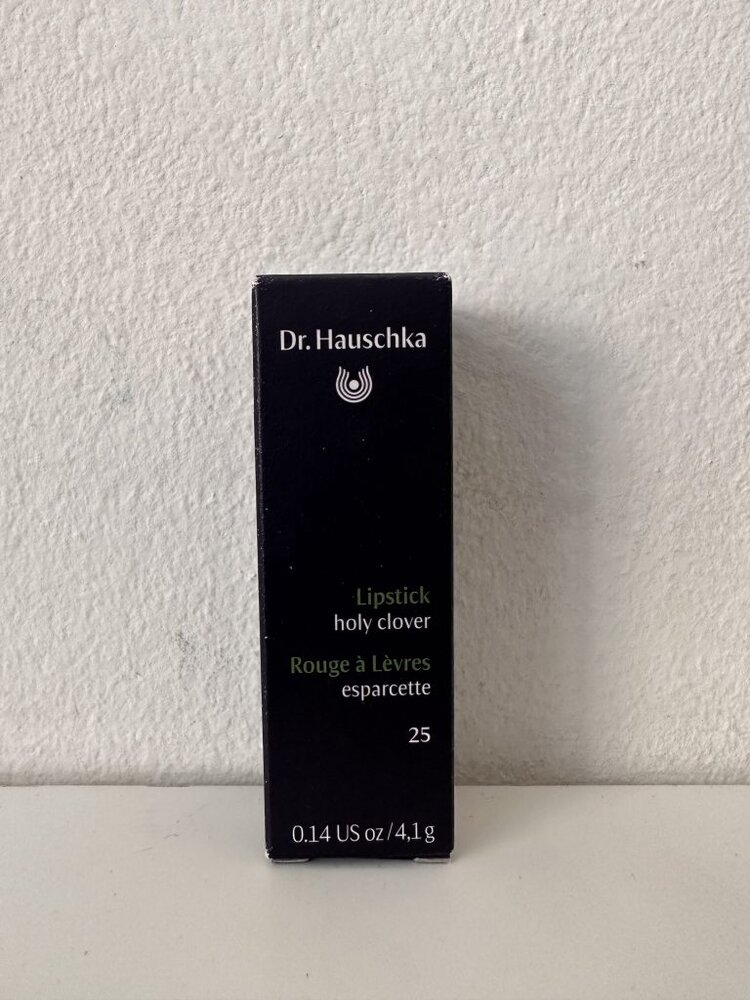 Dr. Hauschka
Lipstick
holy clover
Rouge à Lèvres
esparcette
25
0.14 US oz/4,1 g